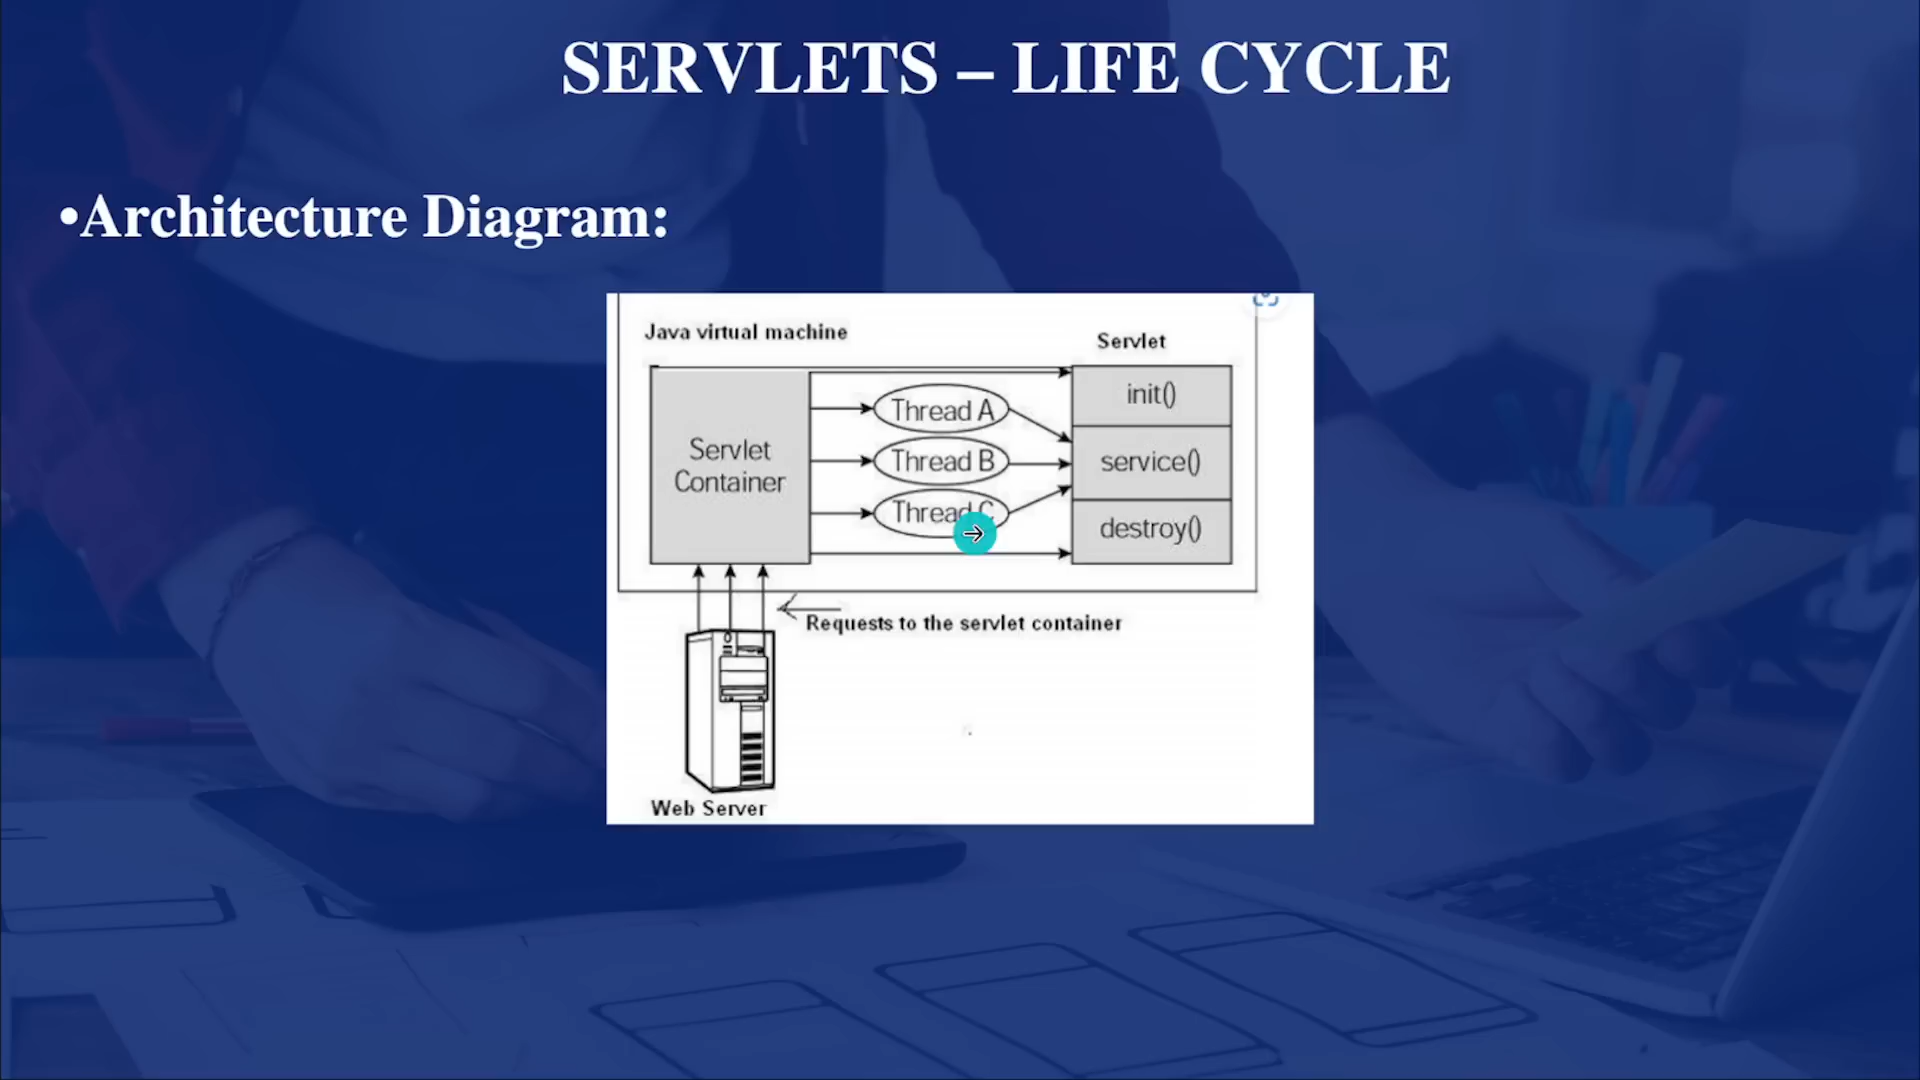 SERVLETS – LIFE CYCLE
•Architecture Diagram:
Java virtual machine
Servlet
Servlet
Container
Thread A
Thread B
Thread C
init()
service()
destroy()
Requests to the servlet container
Web Server